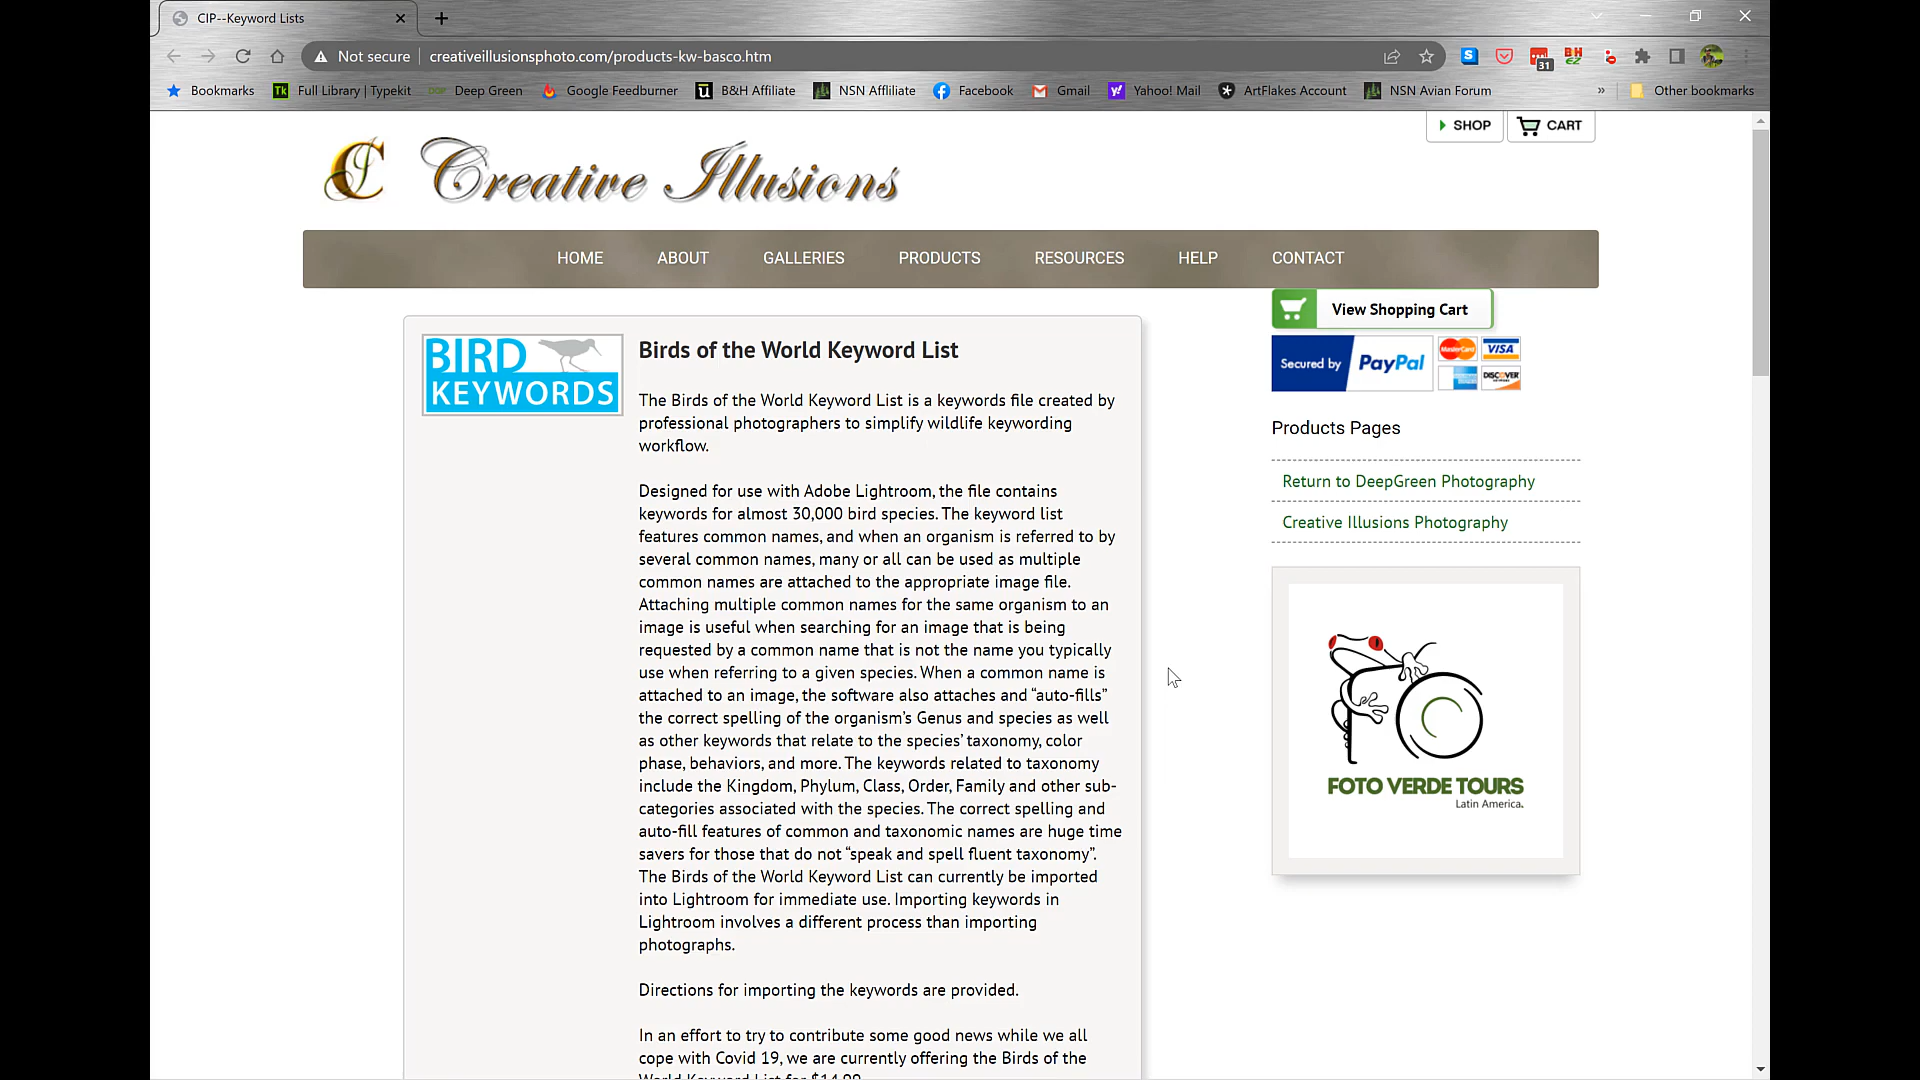 CIP--Keyword Lists
Not secure creativeillusionsphoto.com/products-kw-basco.htm
31
BH
EZ
Bookmarks Full Library | Typekit Deep Green Google Feedburner B&H Affiliate NSN Affliliate Facebook Gmail Yahoo! Mail ArtFlakes Account NSN Avian Forum » Other bookmarks
SHOP CART
Creative Illusions
HOME ABOUT GALLERIES PRODUCTS RESOURCES HELP CONTACT
View Shopping Cart
Secured by PayPal
MasterCard VISA
DISCOVER
BIRD
KEYWORDS
Birds of the World Keyword List
The Birds of the World Keyword List is a keywords file created by
professional photographers to simplify wildlife keywording
workflow.
Designed for use with Adobe Lightroom, the file contains
keywords for almost 30,000 bird species. The keyword list
features common names, and when an organism is referred to by
several common names, many or all can be used as multiple
common names are attached to the appropriate image file.
Attaching multiple common names for the same organism to an
image is useful when searching for an image that is being
requested by a common name that is not the name you typically
use when referring to a given species. When a common name is
attached to an image, the software also attaches and “auto-fills”
the correct spelling of the organism’s Genus and species as well
as other keywords that relate to the species’ taxonomy, color
phase, behaviors, and more. The keywords related to taxonomy
include the Kingdom, Phylum, Class, Order, Family and other sub-
categories associated with the species. The correct spelling and
auto-fill features of common and taxonomic names are huge time
savers for those that do not “speak and spell fluent taxonomy”.
The Birds of the World Keyword List can currently be imported
into Lightroom for immediate use. Importing keywords in
Lightroom involves a different process than importing
photographs.
Directions for importing the keywords are provided.
In an effort to try to contribute some good news while we all
cope with Covid 19, we are currently offering the Birds of the
World Keyword List for $14.99
Products Pages
Return to DeepGreen Photography
Creative Illusions Photography
FOTO VERDE TOURS
Latin America.